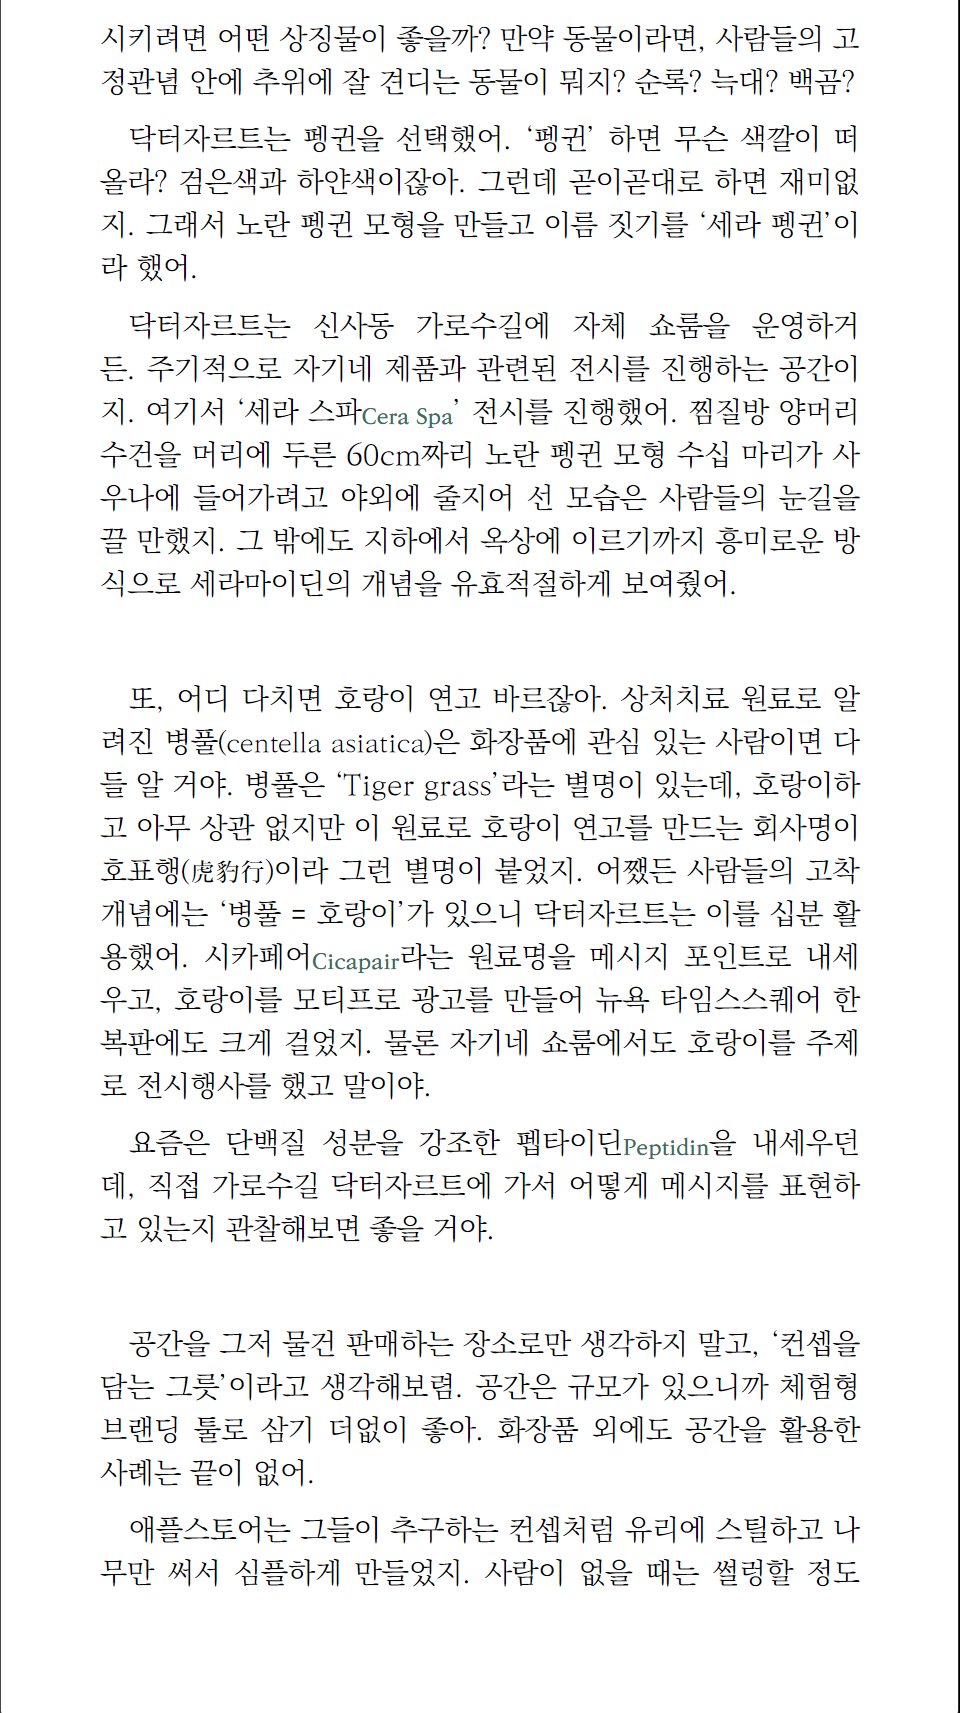 시키려면 어떤 상징물이 좋을까? 만약 동물이라면, 사람들의 고
정관념 안에 추위에 잘 견디는 동물이 뭐지? 순록? 늑대? 백곰?
닥터자르트는 펭귄을 선택했어. ‘펭귄’ 하면 무슨 색깔이 떠
올라? 검은색과 하얀색이잖아. 그런데 곧이곧대로 하면 재미없
지. 그래서 노란 펭귄 모형을 만들고 이름 짓기를 ‘세라 펭귄’이
라 했어.
닥터자르트는 신사동 가로수길에 자체 쇼룸을 운영하거
든. 주기적으로 자기네 제품과 관련된 전시를 진행하는 공간이
지. 여기서 ‘세라 스파Cera Spa’ 전시를 진행했어. 찜질방 양머리
수건을 머리에 두른 60cm짜리 노란 펭귄 모형 수십 마리가 사
우나에 들어가려고 야외에 줄지어 선 모습은 사람들의 눈길을
끌 만했지. 그 밖에도 지하에서 옥상에 이르기까지 흥미로운 방
식으로 세라마이딘의 개념을 유효적절하게 보여줬어.
또, 어디 다치면 호랑이 연고 바르잖아. 상처치료 원료로 알
려진 병풀(centella asiatica)은 화장품에 관심 있는 사람이면 다
들 알 거야. 병풀은 ‘Tiger grass’라는 별명이 있는데, 호랑이하
고 아무 상관 없지만 이 원료로 호랑이 연고를 만드는 회사명이
호표행(虎豹行)이라 그런 별명이 붙었지. 어쨌든 사람들의 고착
개념에는 ‘병풀 = 호랑이’가 있으니 닥터자르트는 이를 십분 활
용했어. 시카페어Cicapair라는 원료명을 메시지 포인트로 내세
우고, 호랑이를 모티프로 광고를 만들어 뉴욕 타임스스퀘어 한
복판에도 크게 걸었지. 물론 자기네 쇼룸에서도 호랑이를 주제
로 전시행사를 했고 말이야.
요즘은 단백질 성분을 강조한 펩타이딘Peptidin을 내세우던
데, 직접 가로수길 닥터자르트에 가서 어떻게 메시지를 표현하
고 있는지 관찰해보면 좋을 거야.
공간을 그저 물건 판매하는 장소로만 생각하지 말고, ‘컨셉을
담는 그릇’이라고 생각해보렴. 공간은 규모가 있으니까 체험형
브랜딩 툴로 삼기 더없이 좋아. 화장품 외에도 공간을 활용한
사례는 끝이 없어.
애플스토어는 그들이 추구하는 컨셉처럼 유리에 스틸하고 나
무만 써서 심플하게 만들었지. 사람이 없을 때는 썰렁할 정도